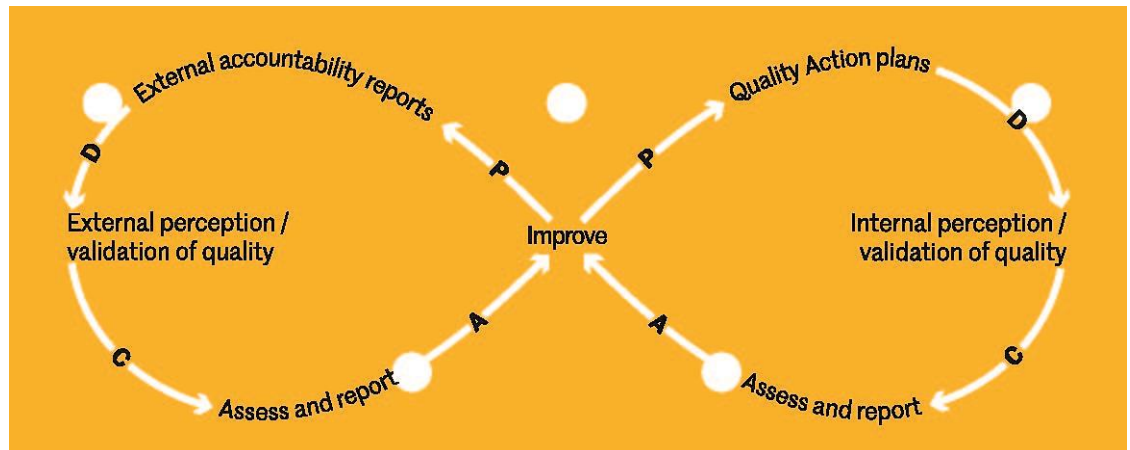 External accountability reports
Quality Action plans
D
P
P
D
External perception /
validation of quality
Improve
Internal perception /
validation of quality
C
A
A
C
Assess and report
Assess and report